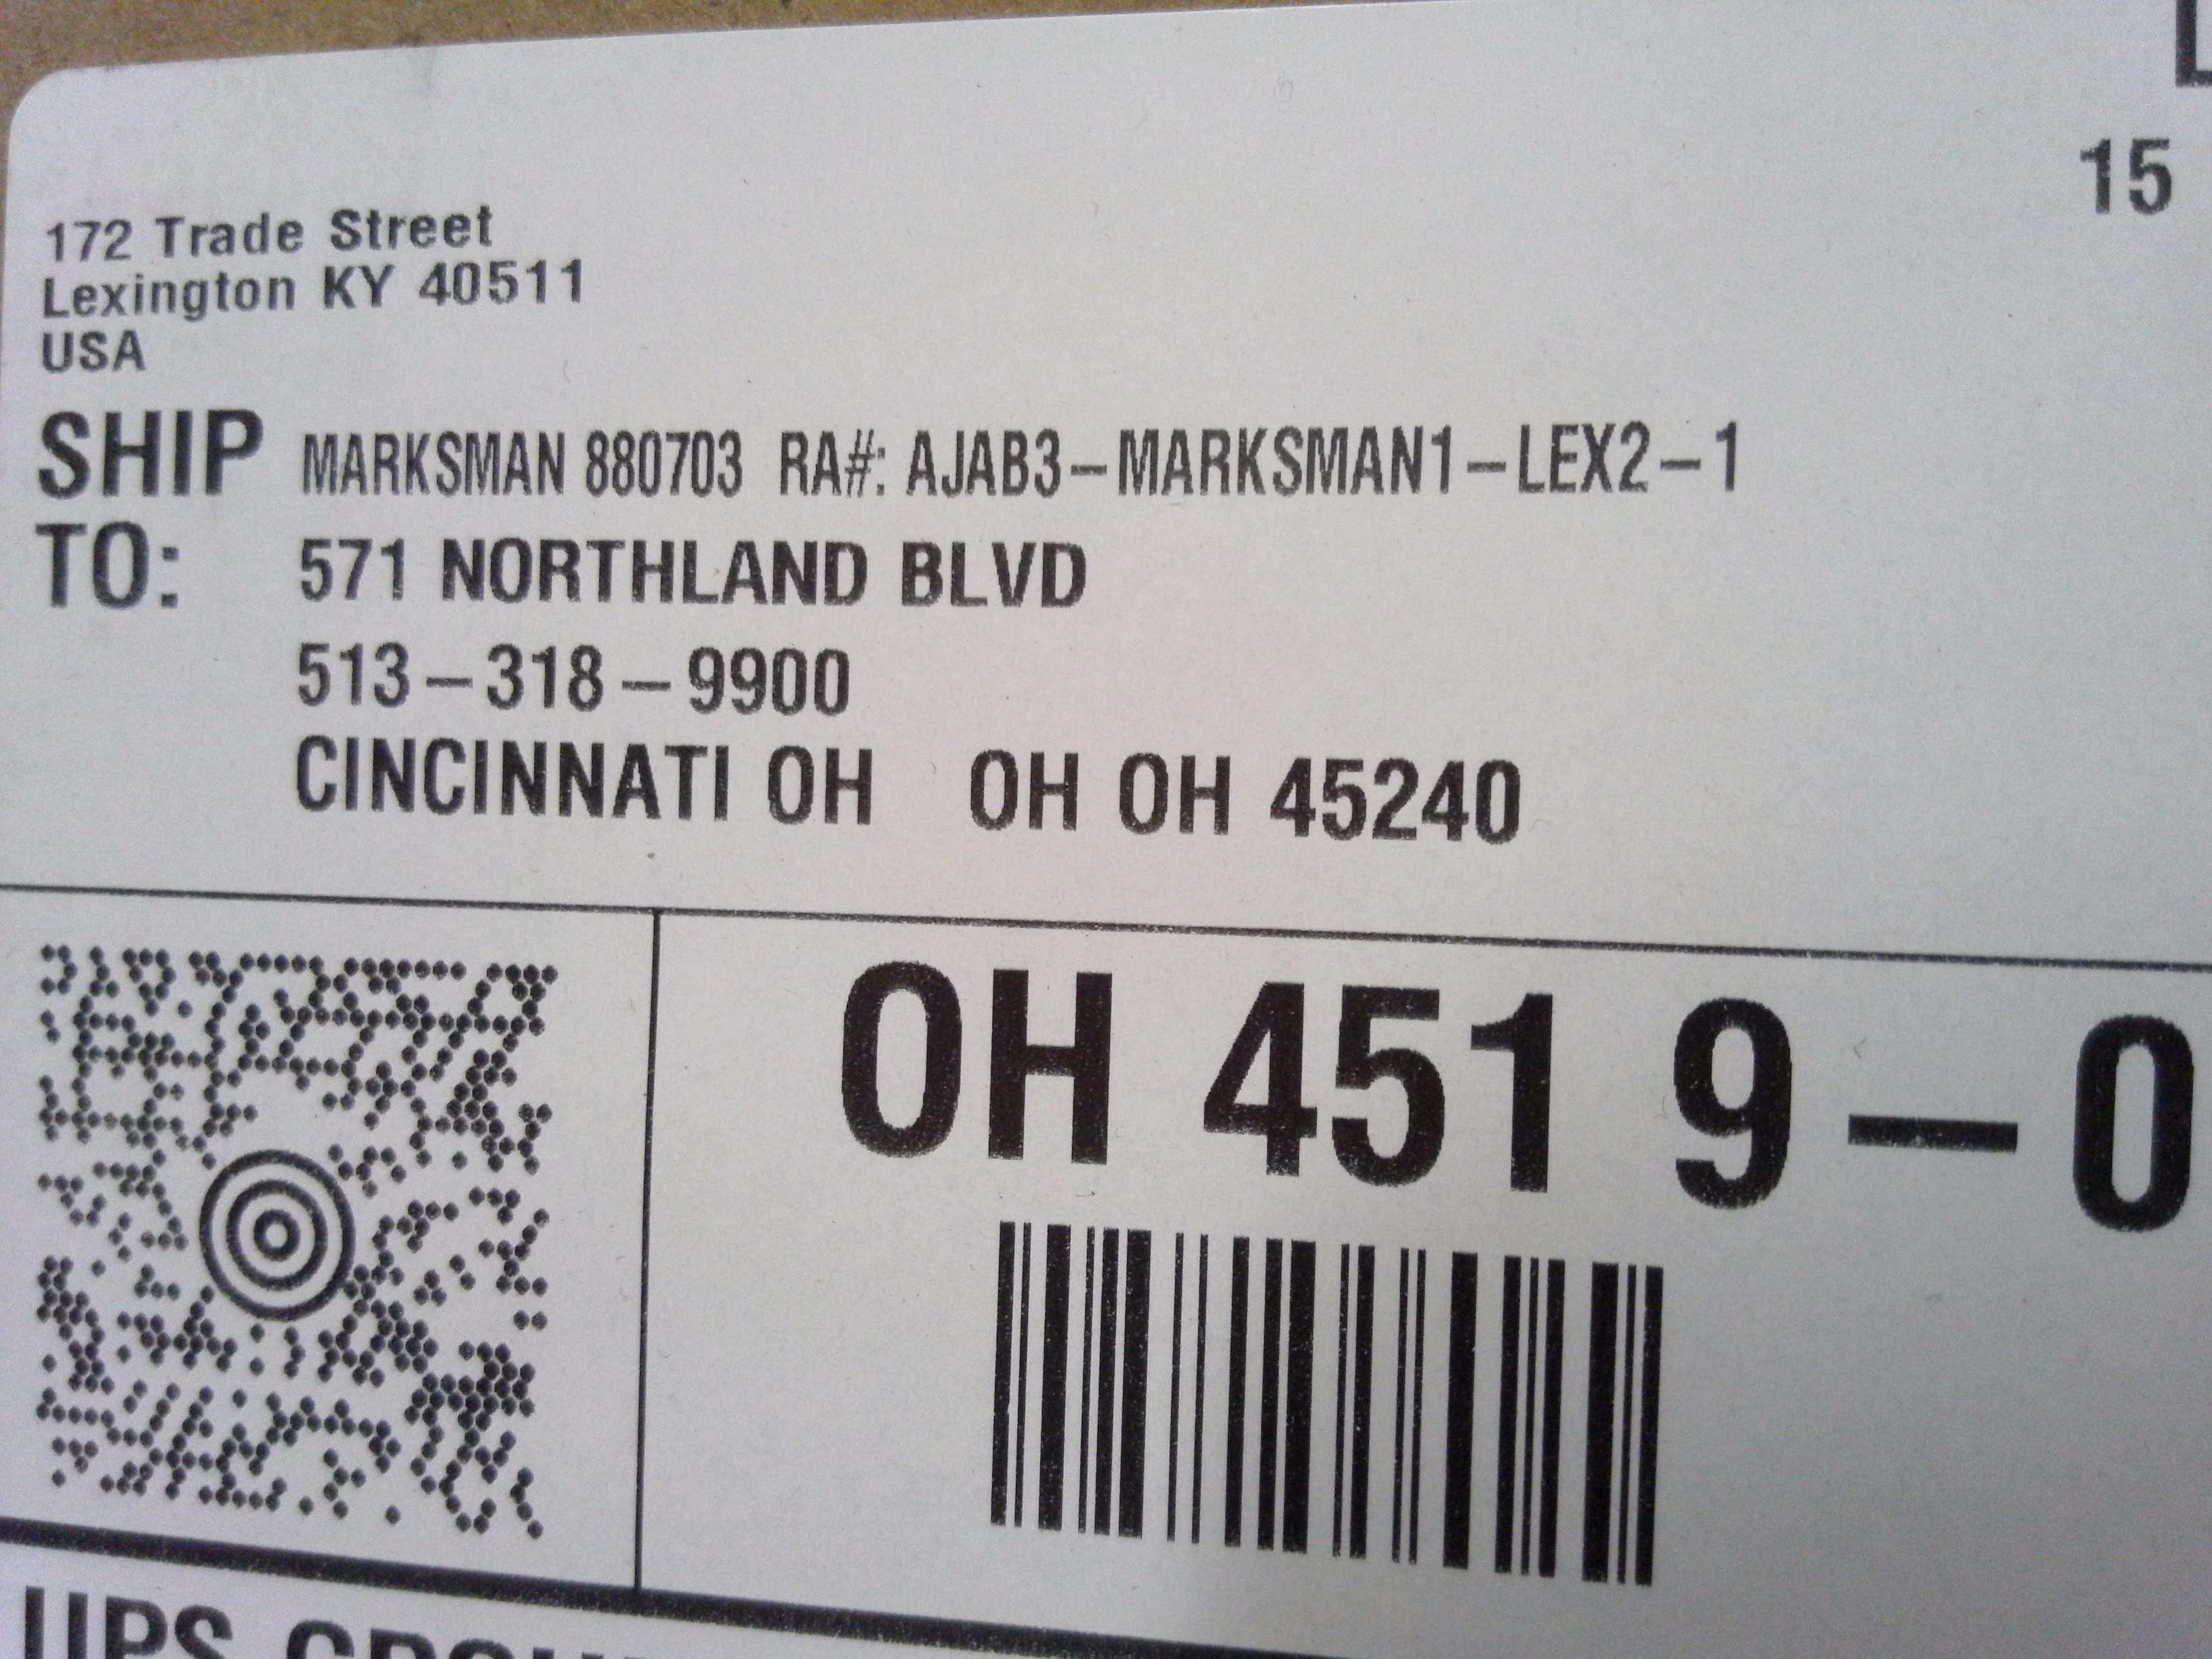 15
172 Trade Street
Lexington KY 40511
USA
SHIP MARKSMAN 880703 RA#: AJAB3-MARKSMAN1-LEX2-1
TO: 571 NORTHLAND BLVD
513-318-9900
CINCINNATI OH OH OH 45240
OH 451 9-0
UPS